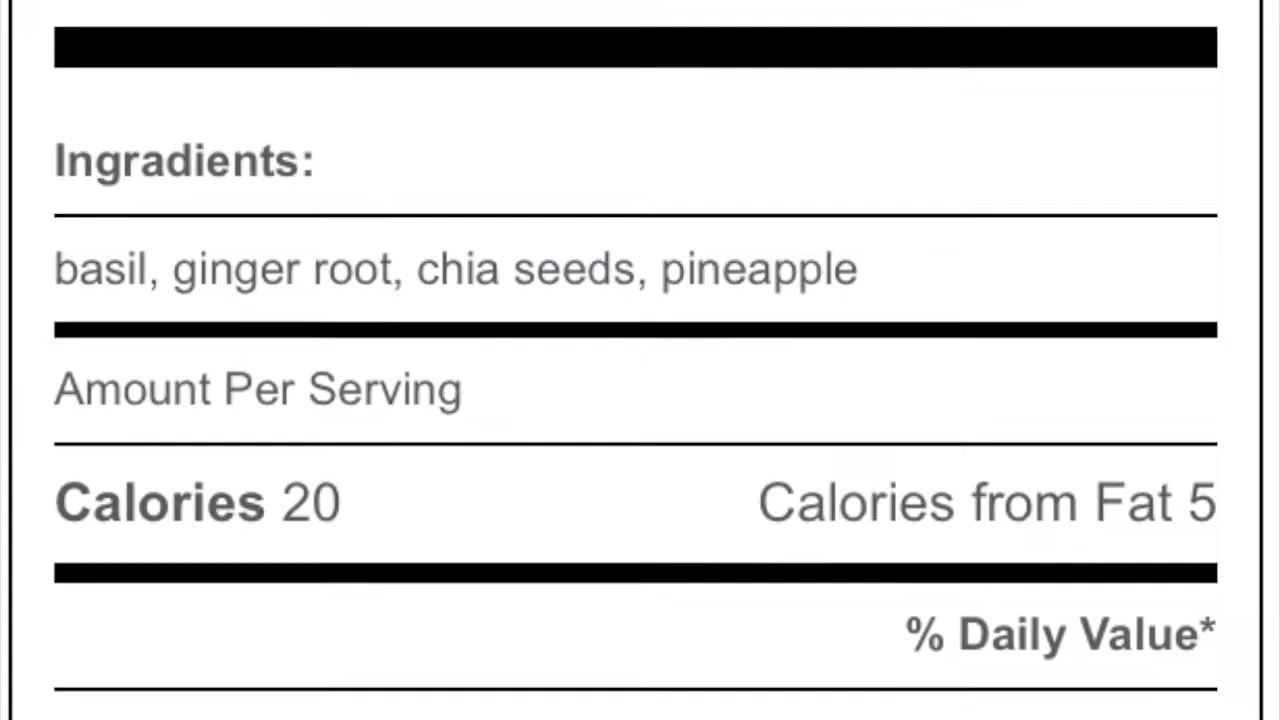 Ingradients:
basil, ginger root, chia seeds, pineapple
Amount Per Serving
Calories 20 Calories from Fat 5
% Daily Value*